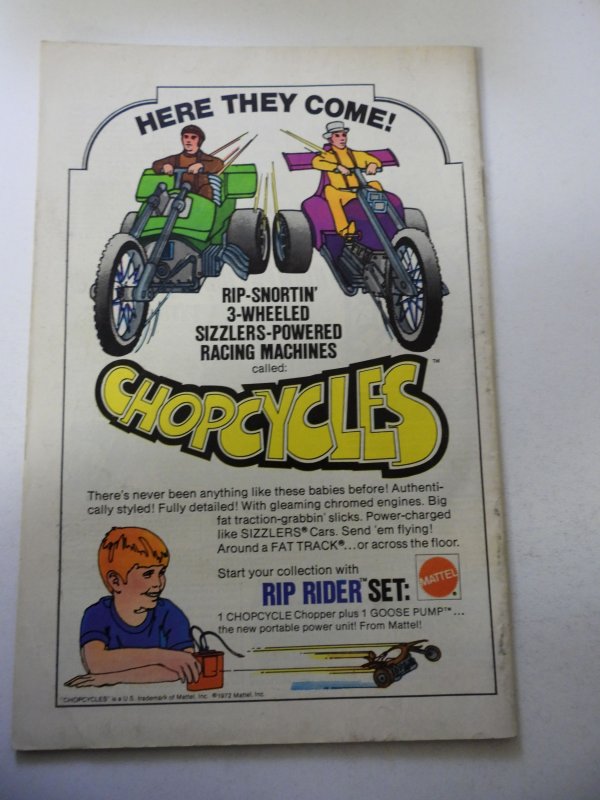 HERE THEY COME!
RIP-SNORTIN'
3-WHEELED
SIZZLERS-POWERED
RACING MACHINES
called:
CHOPCYCLES™
There's never been anything like these babies before! Authenti-
cally styled! Fully detailed! With gleaming chromed engines. Big
fat traction-grabbin' slicks. Power-charged
like SIZZLERS® Cars. Send 'em flying!
Around a FAT TRACK®...or across the floor.
Start your collection with
RIP RIDER™ SET:
MATTEL®
1 CHOPCYCLE Chopper plus 1 GOOSE PUMP™...
the new portable power unit! From Mattel!
"CHOPCYCLES" is a U.S. trademark of Mattel, Inc. ©1972 Mattel, Inc.